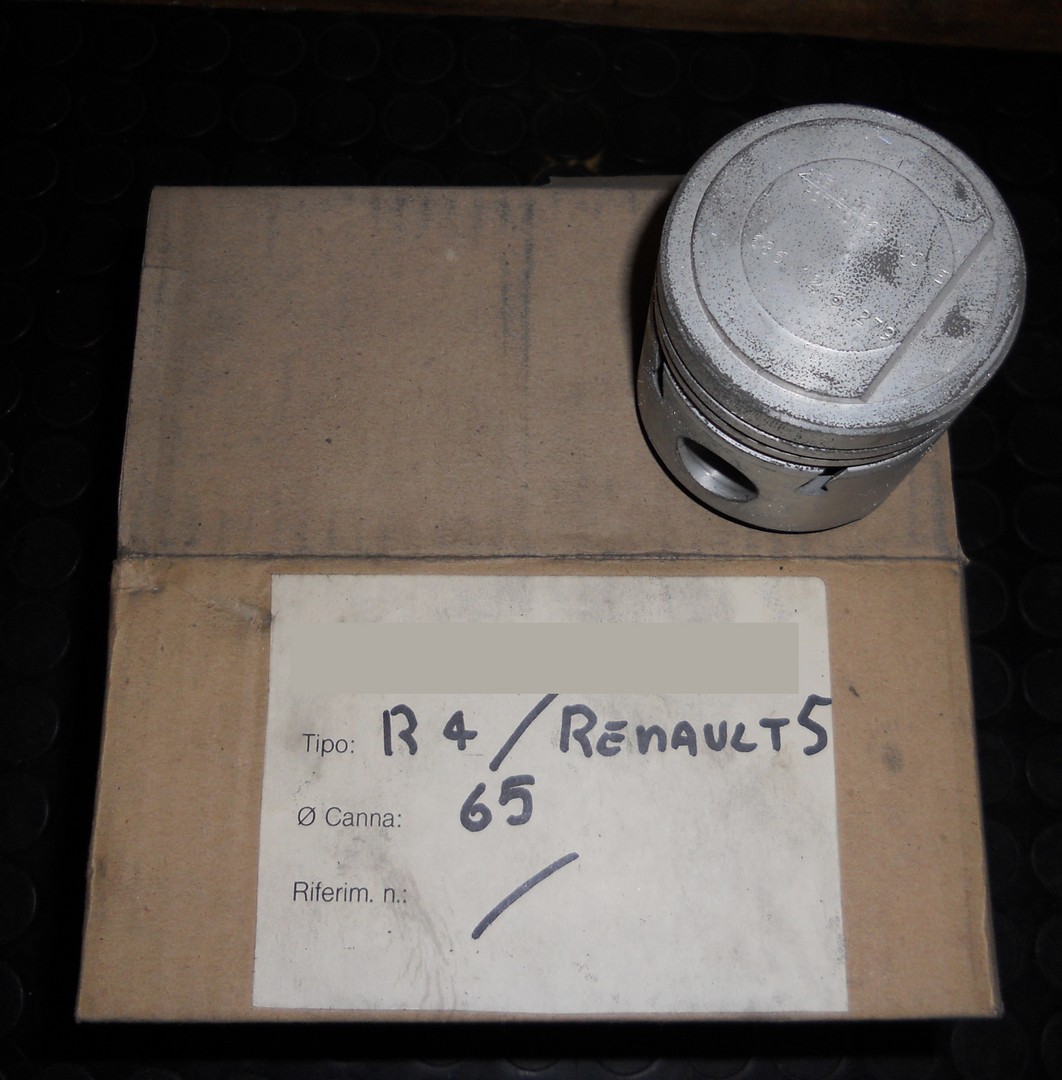 Tipo: R 4 / RENAULT 5
Ø Canna: 65
Riferim. n.: /